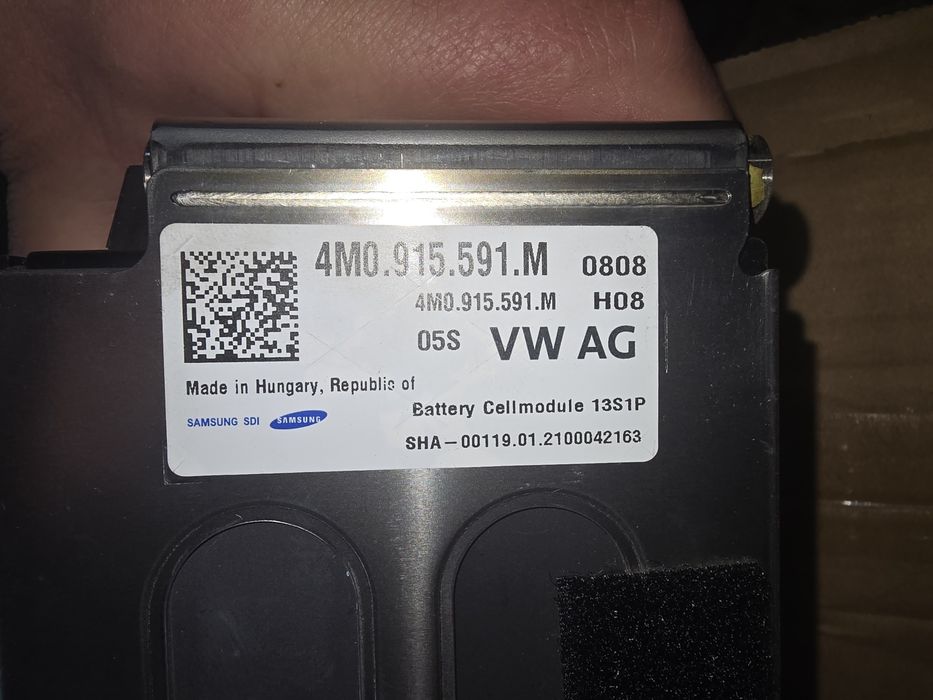 4M0.915.591.M 0808
4M0.915.591.M H08
05S VW AG
Made in Hungary, Republic of
SAMSUNG SDI SAMSUNG
Battery Cellmodule 13S1P
SHA-00119.01.2100042163